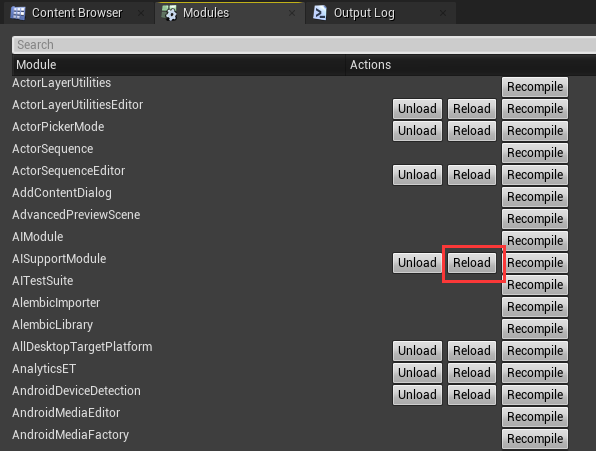 Content Browser Modules Output Log
Search
Module Actions
ActorLayerUtilities Recompile
ActorLayerUtilitiesEditor Unload Reload Recompile
ActorPickerMode Unload Reload Recompile
ActorSequence Recompile
ActorSequenceEditor Unload Reload Recompile
AddContentDialog Recompile
AdvancedPreviewScene Recompile
AIModule Recompile
AISupportModule Unload Reload Recompile
AITestSuite Recompile
AlembicImporter Recompile
AlembicLibrary Recompile
AllDesktopTargetPlatform Unload Reload Recompile
AnalyticsET Unload Reload Recompile
AndroidDeviceDetection Unload Reload Recompile
AndroidMediaEditor Recompile
AndroidMediaFactory Recompile